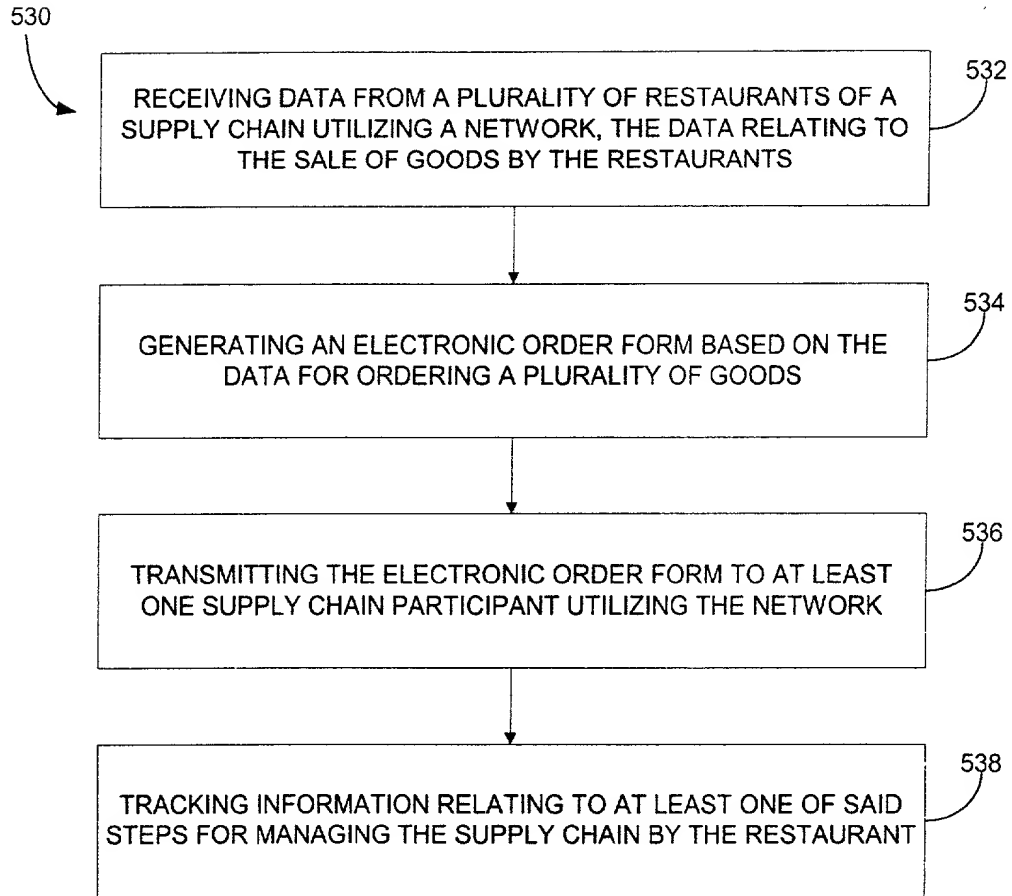 530
532
RECEIVING DATA FROM A PLURALITY OF RESTAURANTS OF A
SUPPLY CHAIN UTILIZING A NETWORK, THE DATA RELATING TO
THE SALE OF GOODS BY THE RESTAURANTS
534
GENERATING AN ELECTRONIC ORDER FORM BASED ON THE
DATA FOR ORDERING A PLURALITY OF GOODS
536
TRANSMITTING THE ELECTRONIC ORDER FORM TO AT LEAST
ONE SUPPLY CHAIN PARTICIPANT UTILIZING THE NETWORK
538
TRACKING INFORMATION RELATING TO AT LEAST ONE OF SAID
STEPS FOR MANAGING THE SUPPLY CHAIN BY THE RESTAURANT